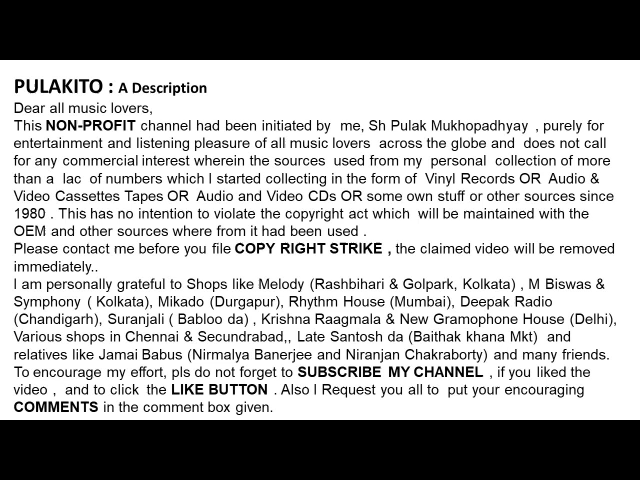 PULAKITO : A Description
Dear all music lovers,
This NON-PROFIT channel had been initiated by me, Sh Pulak Mukhopadhyay , purely for
entertainment and listening pleasure of all music lovers across the globe and does not call
for any commercial interest wherein the sources used from my personal collection of more
than a lac of numbers which I started collecting in the form of Vinyl Records OR Audio &
Video Cassettes Tapes OR Audio and Video CDs OR some own stuff or other sources since
1980 . This has no intention to violate the copyright act which will be maintained with the
OEM and other sources where from it had been used .
Please contact me before you file COPY RIGHT STRIKE , the claimed video will be removed
immediately..
I am personally grateful to Shops like Melody (Rashbihari & Golpark, Kolkata) , M Biswas &
Symphony ( Kolkata), Mikado (Durgapur), Rhythm House (Mumbai), Deepak Radio
(Chandigarh), Suranjali ( Babloo da) , Krishna Raagmala & New Gramophone House (Delhi),
Various shops in Chennai & Secundrabad,, Late Santosh da (Baithak khana Mkt) and
relatives like Jamai Babus (Nirmalya Banerjee and Niranjan Chakraborty) and many friends.
To encourage my effort, pls do not forget to SUBSCRIBE MY CHANNEL , if you liked the
video , and to click the LIKE BUTTON . Also I Request you all to put your encouraging
COMMENTS in the comment box given.